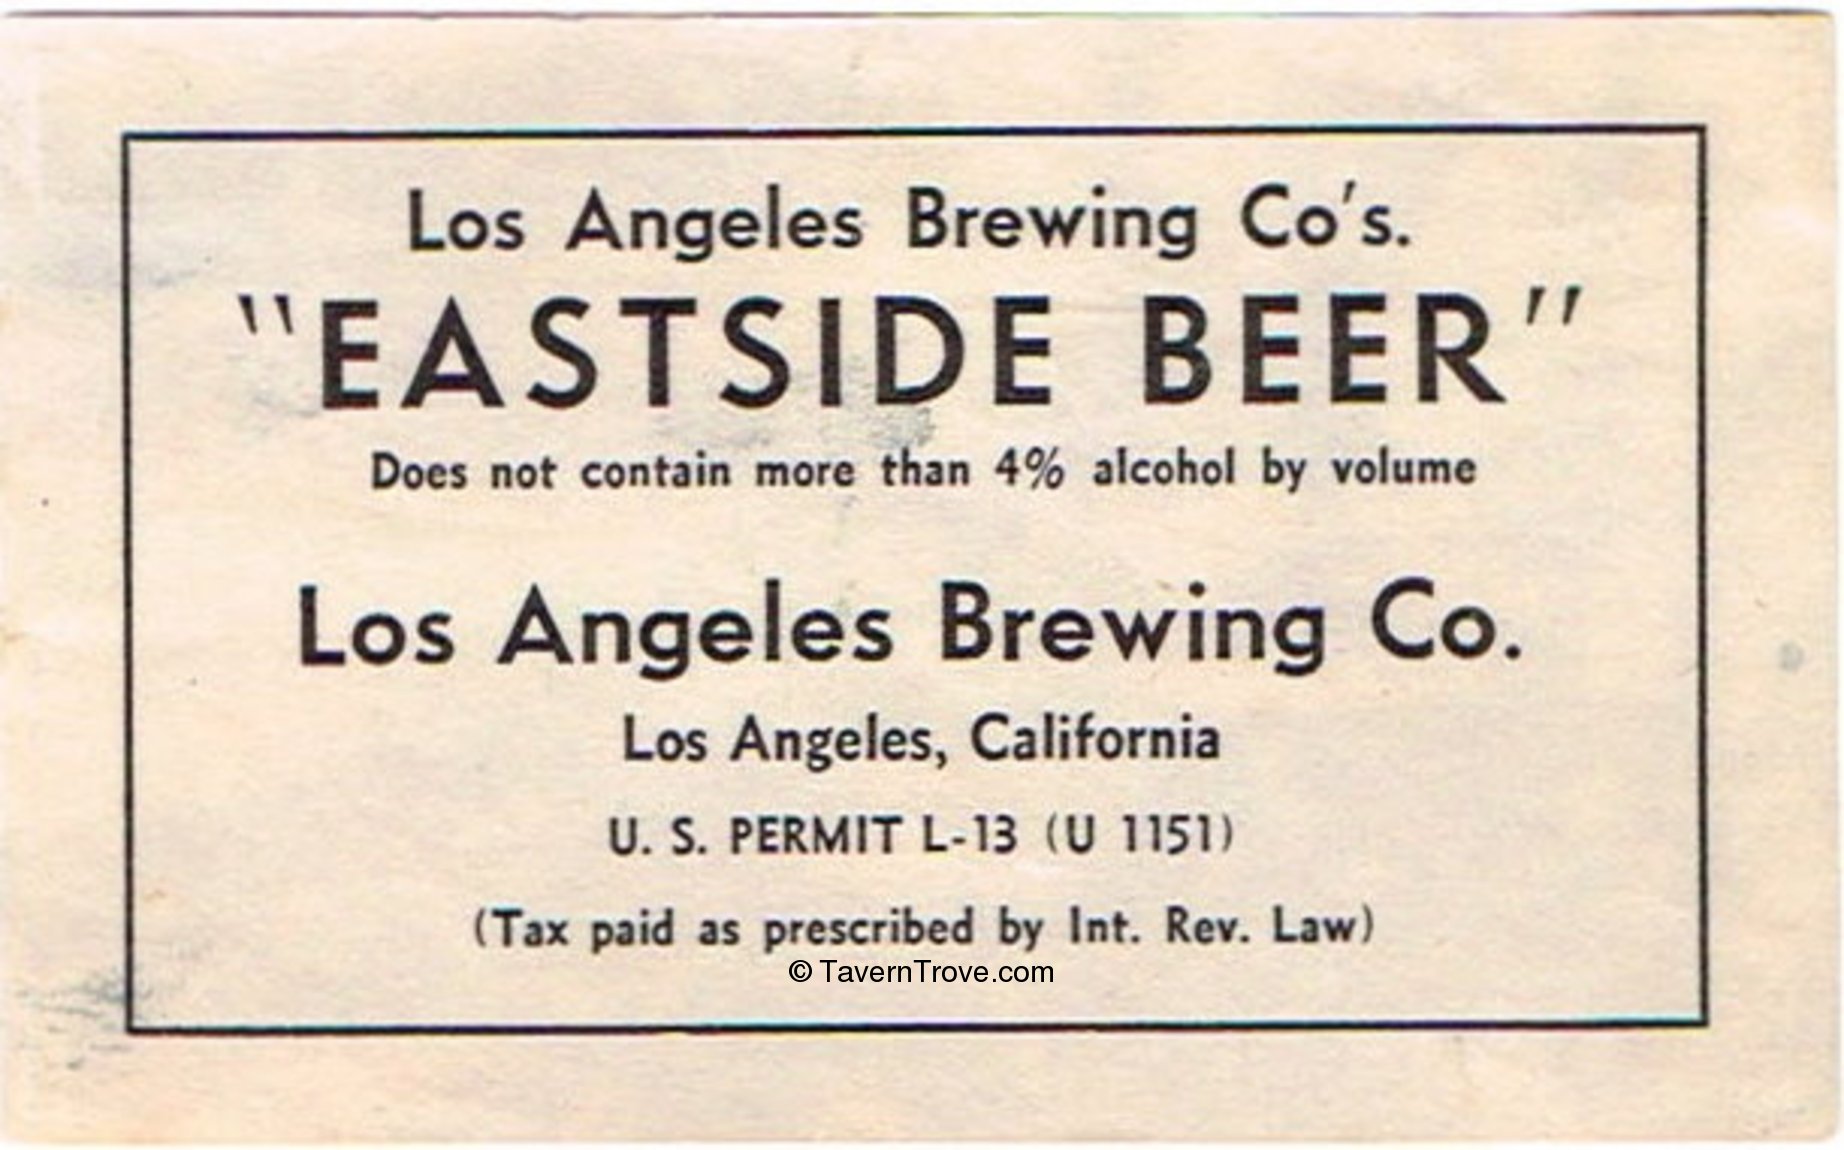 Los Angeles Brewing Co's.
"EASTSIDE BEER"
Does not contain more than 4% alcohol by volume
Los Angeles Brewing Co.
Los Angeles, California
U. S. PERMIT L-13 (U 1151)
(Tax paid as prescribed by Int. Rev. Law)
© TavernTrove.com